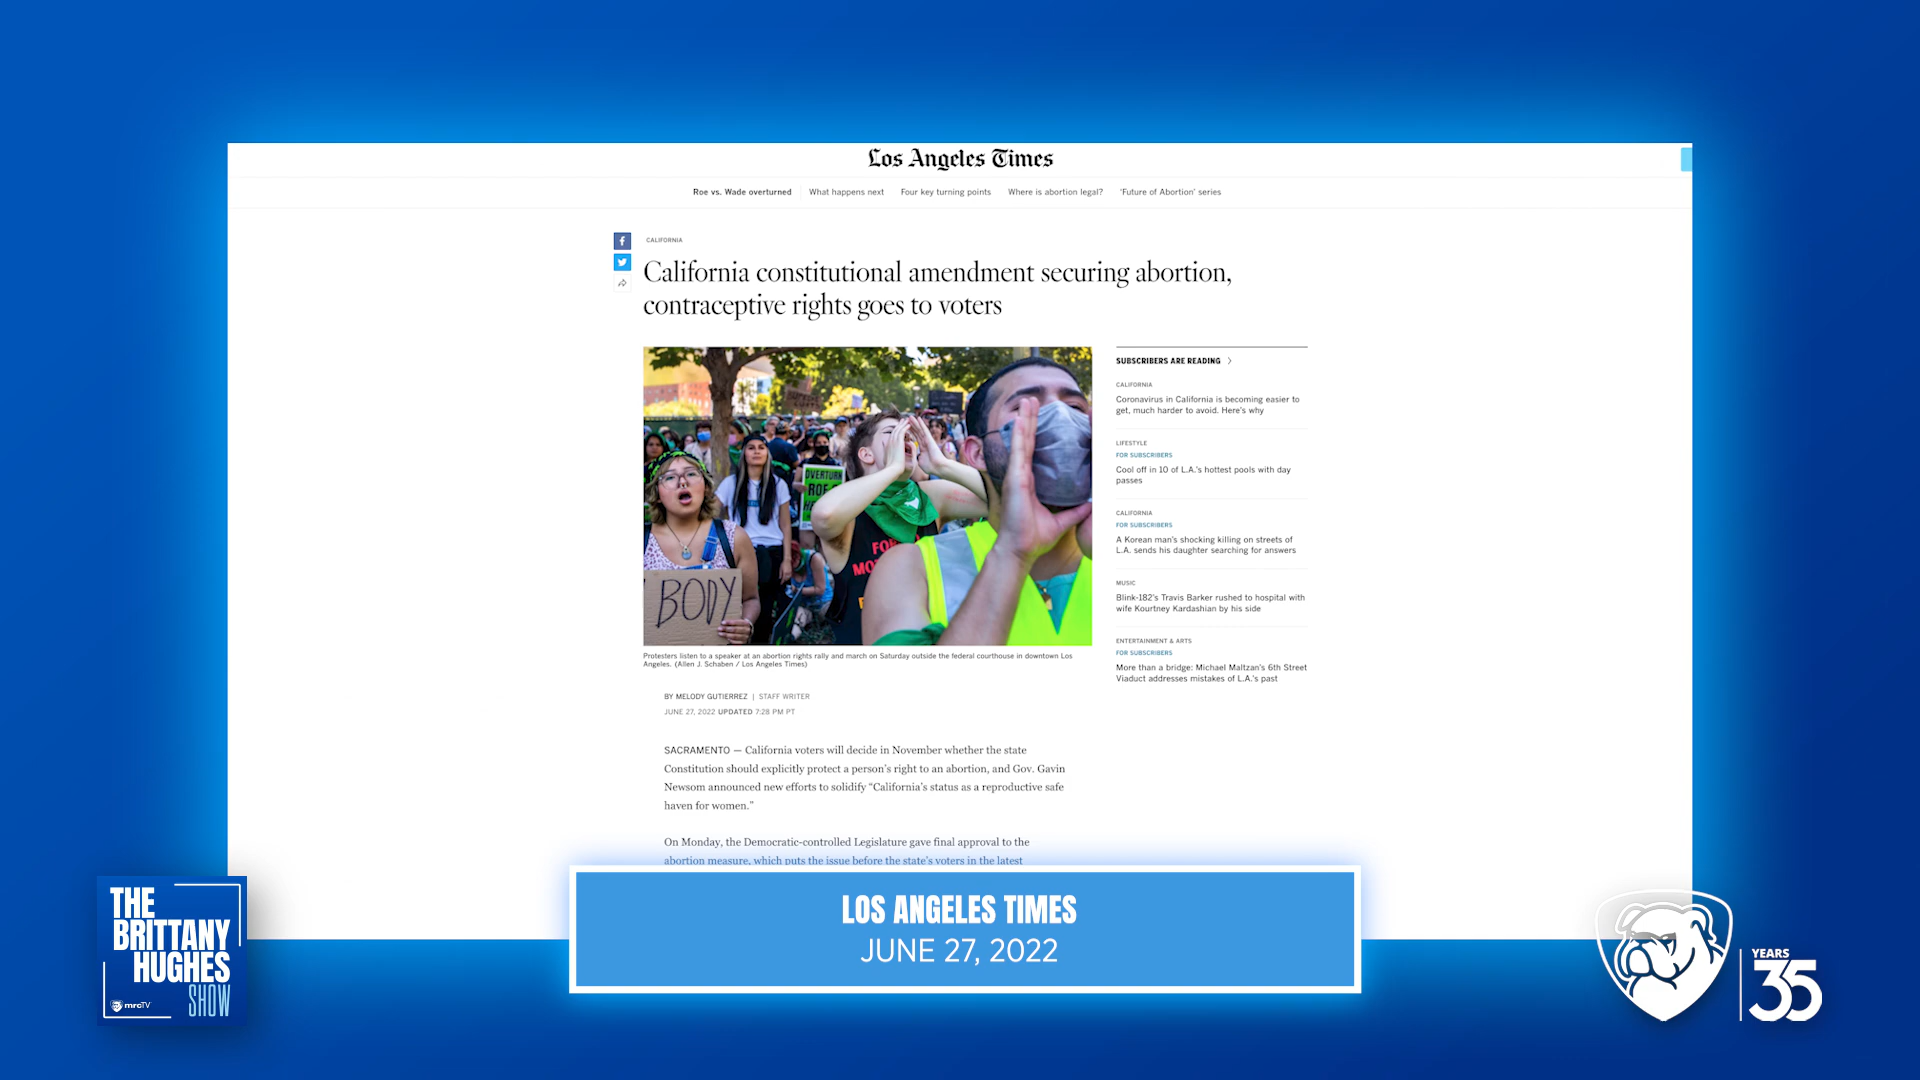 Los Angeles Times
Roe vs. Wade overturned What happens next Four key turning points Where is abortion legal? 'Future of Abortion' series
CALIFORNIA
California constitutional amendment securing abortion,
contraceptive rights goes to voters
OVERTURN
ROE
BODY
FOR
Protesters listen to a speaker at an abortion rights rally and march on Saturday outside the federal courthouse in downtown Los
Angeles. (Allen J. Schaben / Los Angeles Times)
BY MELODY GUTIERREZ | STAFF WRITER
JUNE 27, 2022 UPDATED 7:28 PM PT
SACRAMENTO — California voters will decide in November whether the state
Constitution should explicitly protect a person's right to an abortion, and Gov. Gavin
Newsom announced new efforts to solidify "California's status as a reproductive safe
haven for women."
On Monday, the Democratic-controlled Legislature gave final approval to the
abortion measure, which puts the issue before the state's voters in the latest
SUBSCRIBERS ARE READING
CALIFORNIA
Coronavirus in California is becoming easier to
get, much harder to avoid. Here's why
LIFESTYLE
FOR SUBSCRIBERS
Cool off in 10 of L.A.'s hottest pools with day
passes
CALIFORNIA
FOR SUBSCRIBERS
A Korean man's shocking killing on streets of
L.A. sends his daughter searching for answers
MUSIC
Blink-182's Travis Barker rushed to hospital with
wife Kourtney Kardashian by his side
ENTERTAINMENT & ARTS
FOR SUBSCRIBERS
More than a bridge: Michael Maltzan's 6th Street
Viaduct addresses mistakes of L.A.'s past
LOS ANGELES TIMES
JUNE 27, 2022
THE
BRITTANY
HUGHES
SHOW
mrcTV
YEARS
35